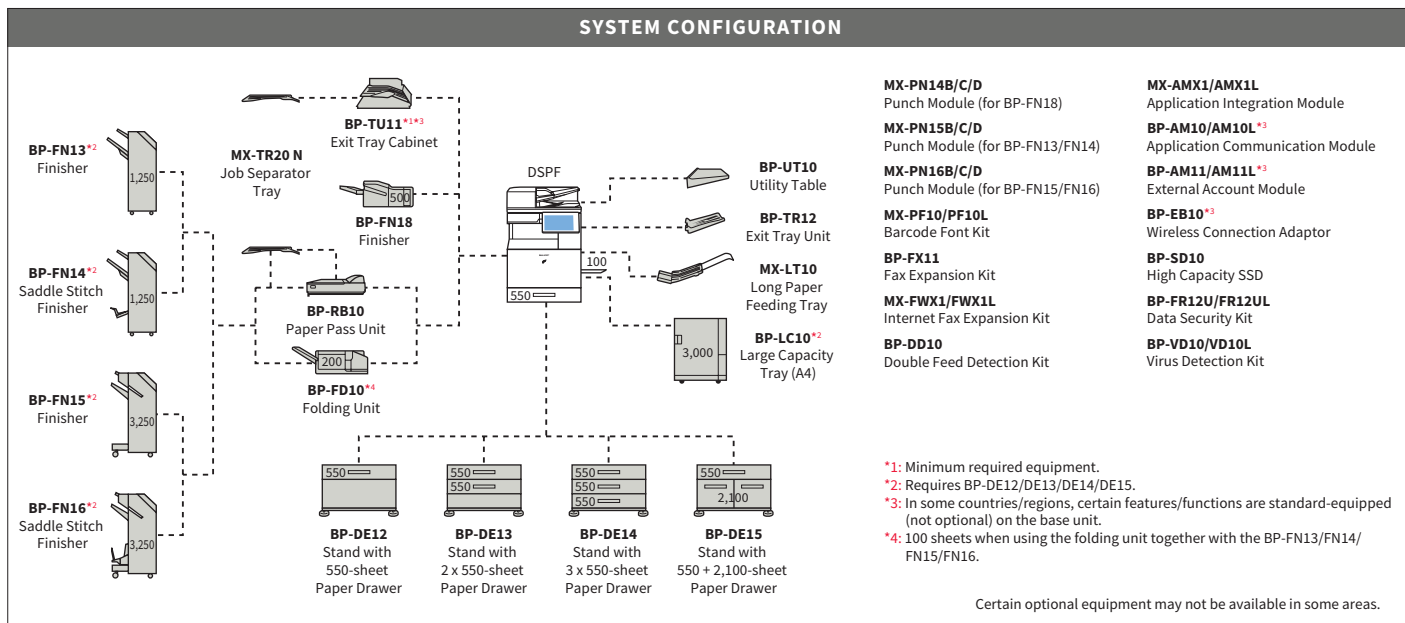 SYSTEM CONFIGURATION
BP-FN13*2
Finisher
1,250
BP-FN14*2
Saddle Stitch
Finisher
1,250
BP-FN15*2
Finisher
3,250
BP-FN16*2
Saddle Stitch
Finisher
3,250
MX-TR20 N
Job Separator
Tray
BP-TU11*1*3
Exit Tray Cabinet
500
BP-FN18
Finisher
BP-RB10
Paper Pass Unit
200
BP-FD10*4
Folding Unit
DSPF
100
550
BP-UT10
Utility Table
BP-TR12
Exit Tray Unit
MX-LT10
Long Paper
Feeding Tray
3,000
BP-LC10*2
Large Capacity
Tray (A4)
550
BP-DE12
Stand with
550-sheet
Paper Drawer
550
550
BP-DE13
Stand with
2 x 550-sheet
Paper Drawer
550
550
550
BP-DE14
Stand with
3 x 550-sheet
Paper Drawer
550
2,100
BP-DE15
Stand with
550 + 2,100-sheet
Paper Drawer
MX-PN14B/C/D
Punch Module (for BP-FN18)
MX-PN15B/C/D
Punch Module (for BP-FN13/FN14)
MX-PN16B/C/D
Punch Module (for BP-FN15/FN16)
MX-PF10/PF10L
Barcode Font Kit
BP-FX11
Fax Expansion Kit
MX-FWX1/FWX1L
Internet Fax Expansion Kit
BP-DD10
Double Feed Detection Kit
MX-AMX1/AMX1L
Application Integration Module
BP-AM10/AM10L*3
Application Communication Module
BP-AM11/AM11L*3
External Account Module
BP-EB10*3
Wireless Connection Adaptor
BP-SD10
High Capacity SSD
BP-FR12U/FR12UL
Data Security Kit
BP-VD10/VD10L
Virus Detection Kit
*1: Minimum required equipment.
*2: Requires BP-DE12/DE13/DE14/DE15.
*3: In some countries/regions, certain features/functions are standard-equipped
(not optional) on the base unit.
*4: 100 sheets when using the folding unit together with the BP-FN13/FN14/
FN15/FN16.
Certain optional equipment may not be available in some areas.